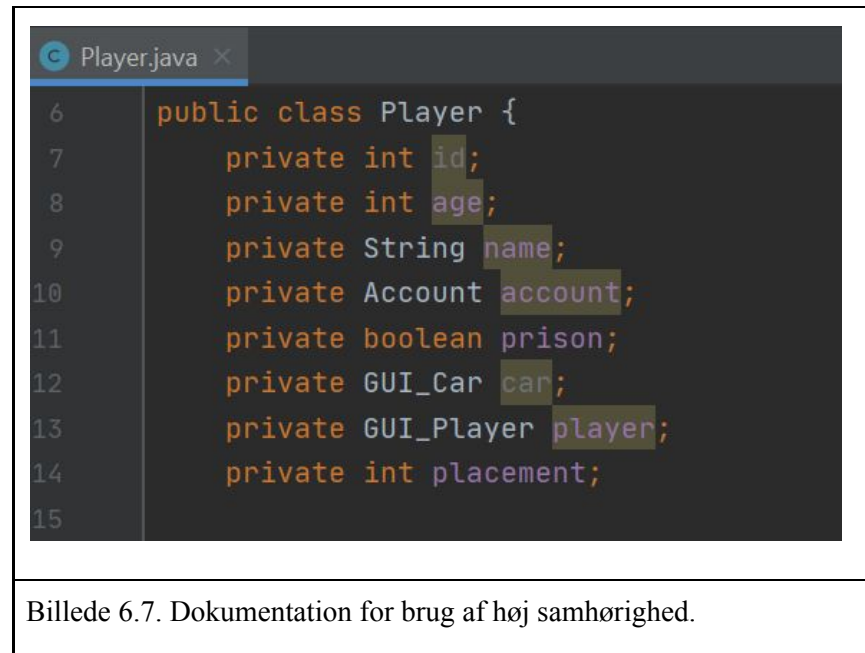 C Player.java ×
6 public class Player {
7 private int id;
8 private int age;
9 private String name;
10 private Account account;
11 private boolean prison;
12 private GUI_Car car;
13 private GUI_Player player;
14 private int placement;
15
Billede 6.7. Dokumentation for brug af høj samhørighed.